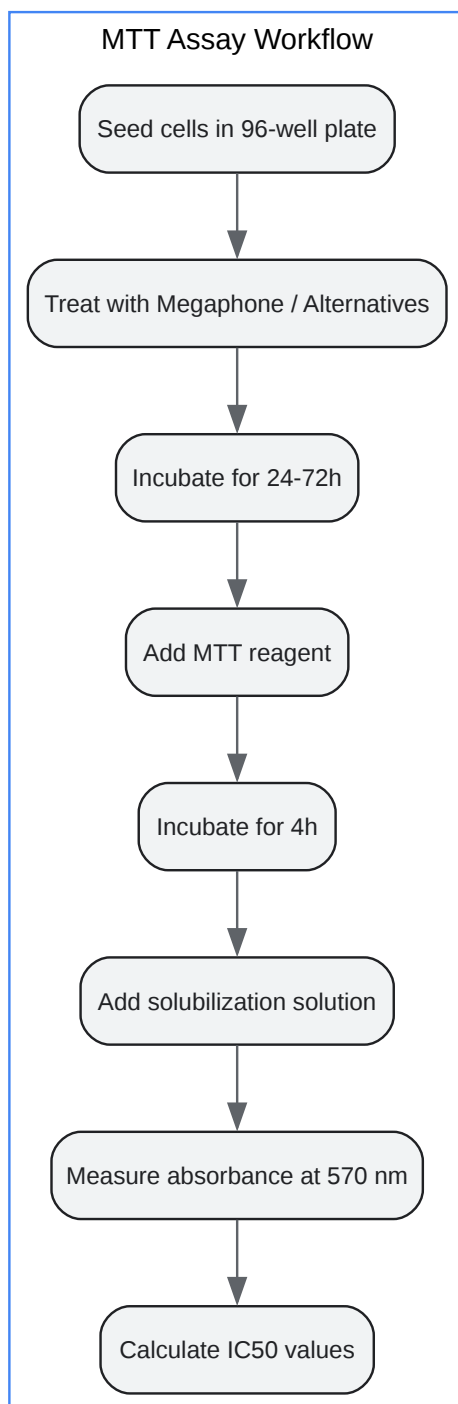 MTT Assay Workflow
Seed cells in 96-well plate
Treat with Megaphone / Alternatives
Incubate for 24-72h
Add MTT reagent
Incubate for 4h
Add solubilization solution
Measure absorbance at 570 nm
Calculate IC50 values